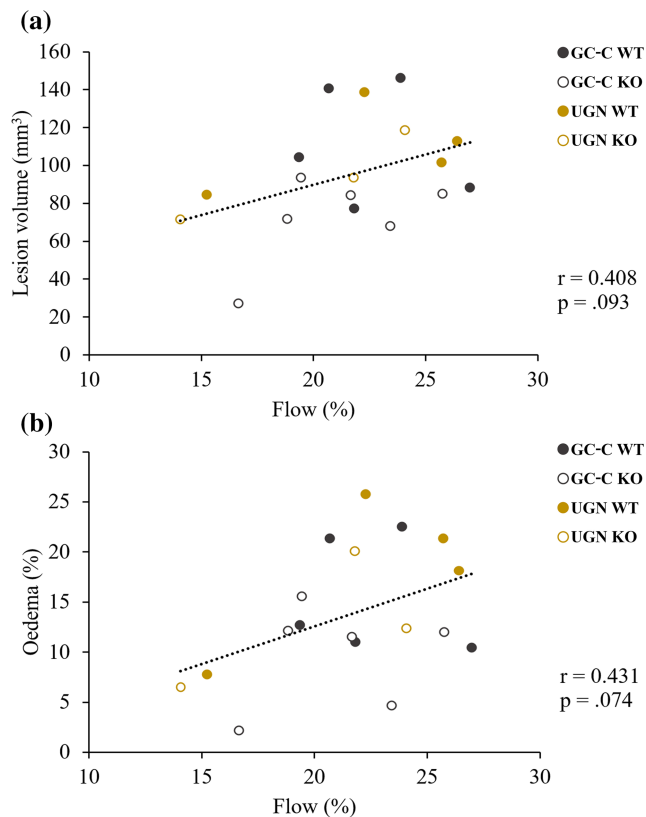 (a)
160
140
120
100
80
60
40
20
0
Lesion volume (mm³)
10 15 20 25 30
Flow (%)
GC-C WT
GC-C KO
UGN WT
UGN KO
r = 0.408
p = .093
(b)
30
25
20
15
10
5
0
Oedema (%)
10 15 20 25 30
Flow (%)
GC-C WT
GC-C KO
UGN WT
UGN KO
r = 0.431
p = .074